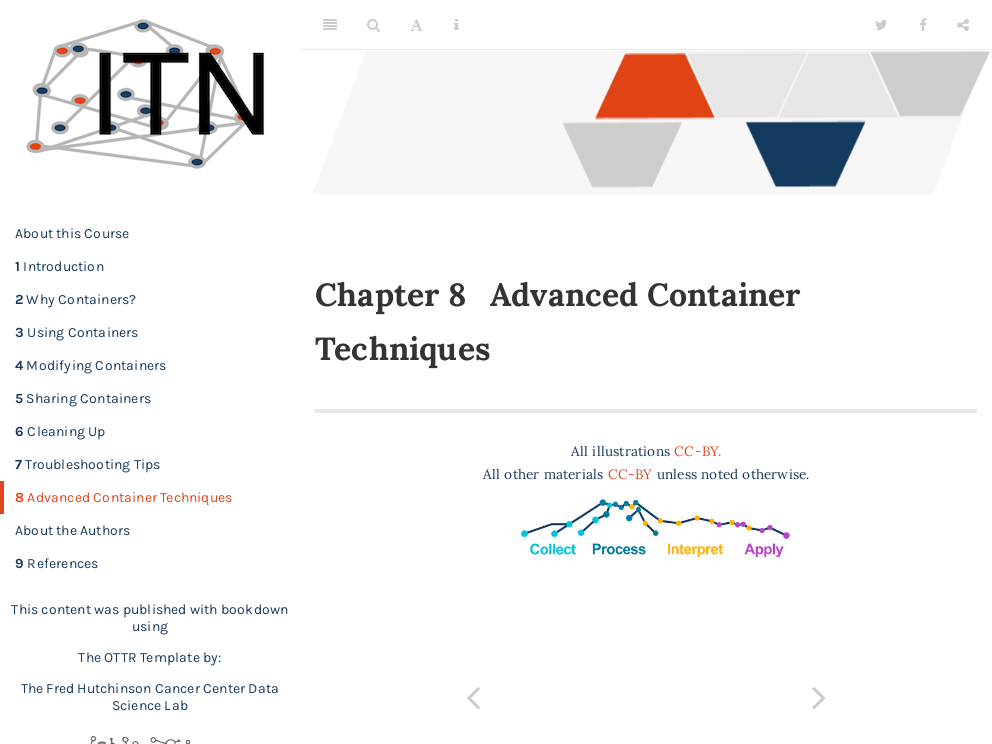 ITN
About this Course
1 Introduction
2 Why Containers?
3 Using Containers
4 Modifying Containers
5 Sharing Containers
6 Cleaning Up
7 Troubleshooting Tips
8 Advanced Container Techniques
About the Authors
9 References
This content was published with bookdown
using
The OTTR Template by:
The Fred Hutchinson Cancer Center Data
Science Lab
Chapter 8 Advanced Container
Techniques
All illustrations CC-BY.
All other materials CC-BY unless noted otherwise.
Collect Process Interpret Apply